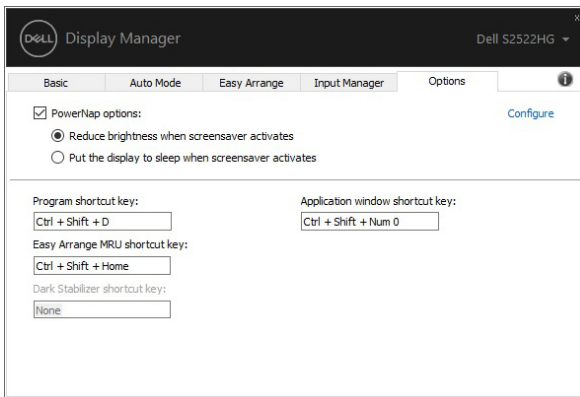 DELL Display Manager
Dell S2522HG
Basic
Auto Mode
Easy Arrange
Input Manager
Options
PowerNap options:
Configure
Reduce brightness when screensaver activates
Put the display to sleep when screensaver activates
Program shortcut key:
Ctrl + Shift + D
Application window shortcut key:
Ctrl + Shift + Num 0
Easy Arrange MRU shortcut key:
Ctrl + Shift + Home
Dark Stabilizer shortcut key:
None